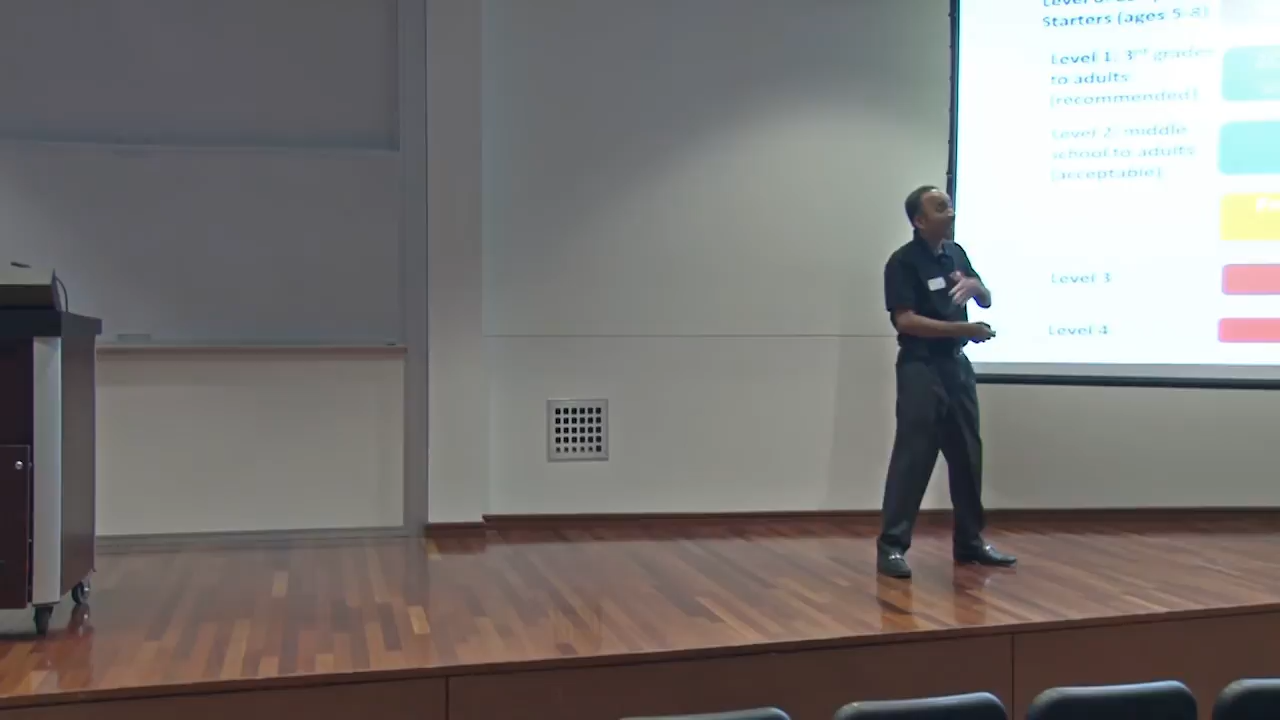 Starters (ages 5-8)
Level 1: 3rd grades
to adults
(recommended)
Level 2: middle
school to adults
(acceptable)
Level 3
Level 4